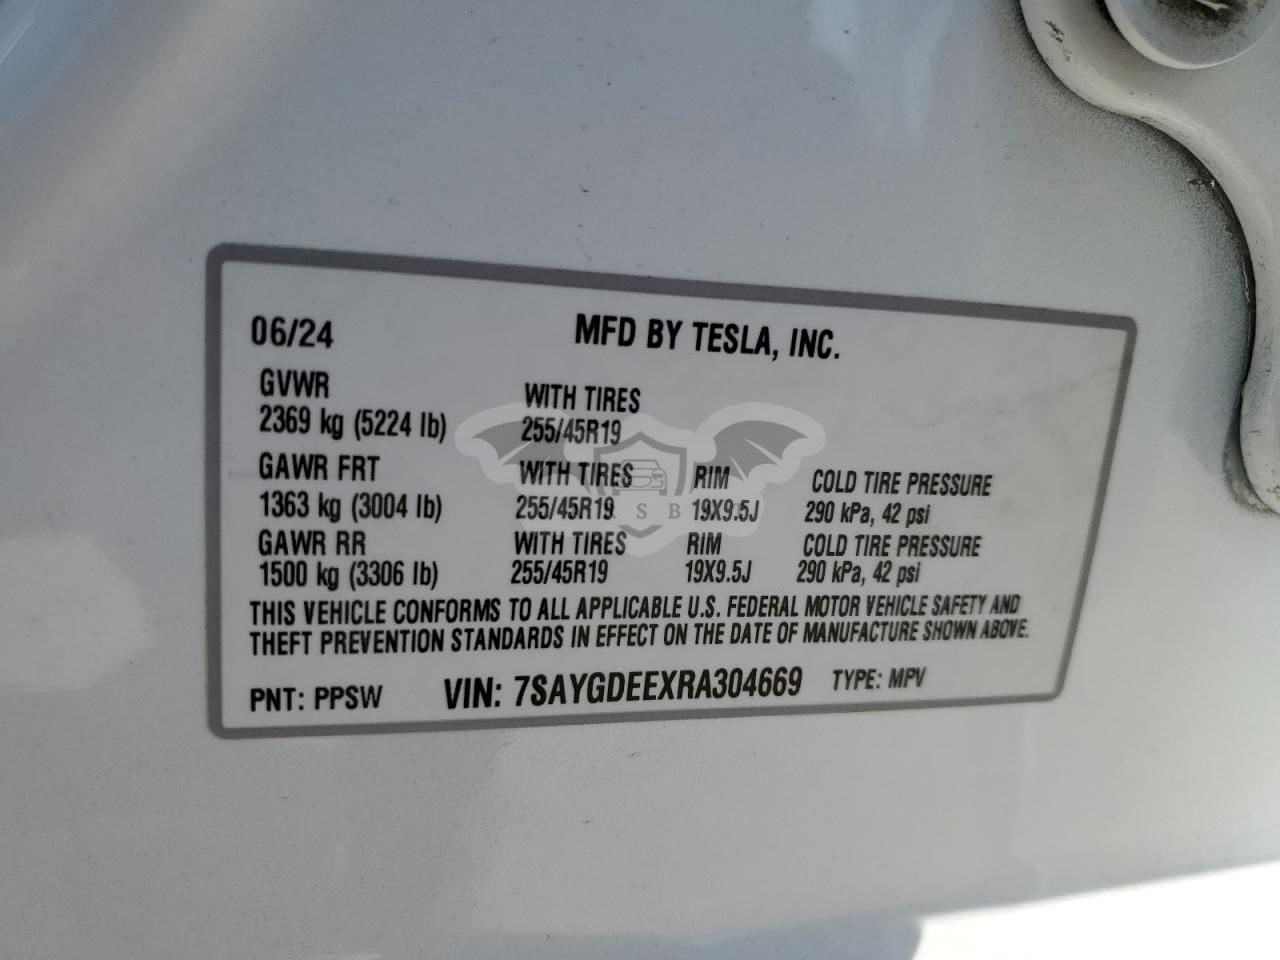 06/24 MFD BY TESLA, INC.
GVWR WITH TIRES
2369 kg (5224 lb) 255/45R19
GAWR FRT WITH TIRES RIM COLD TIRE PRESSURE
1363 kg (3004 lb) 255/45R19 19X9.5J 290 kPa, 42 psi
GAWR RR WITH TIRES RIM COLD TIRE PRESSURE
1500 kg (3306 lb) 255/45R19 19X9.5J 290 kPa, 42 psi
THIS VEHICLE CONFORMS TO ALL APPLICABLE U.S. FEDERAL MOTOR VEHICLE SAFETY AND
THEFT PREVENTION STANDARDS IN EFFECT ON THE DATE OF MANUFACTURE SHOWN ABOVE.
PNT: PPSW VIN: 7SAYGDEEXRA304669 TYPE: MPV